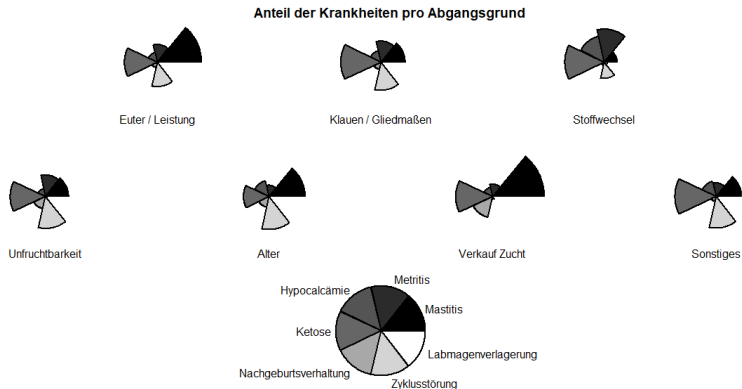 Anteil der Krankheiten pro Abgangsgrund
Euter / Leistung
Klauen / Gliedmaßen
Stoffwechsel
Unfruchtbarkeit
Alter
Verkauf Zucht
Sonstiges
Metritis
Hypocalcämie
Mastitis
Ketose
Labmagenverlagerung
Nachgeburtsverhaltung
Zyklusstörung